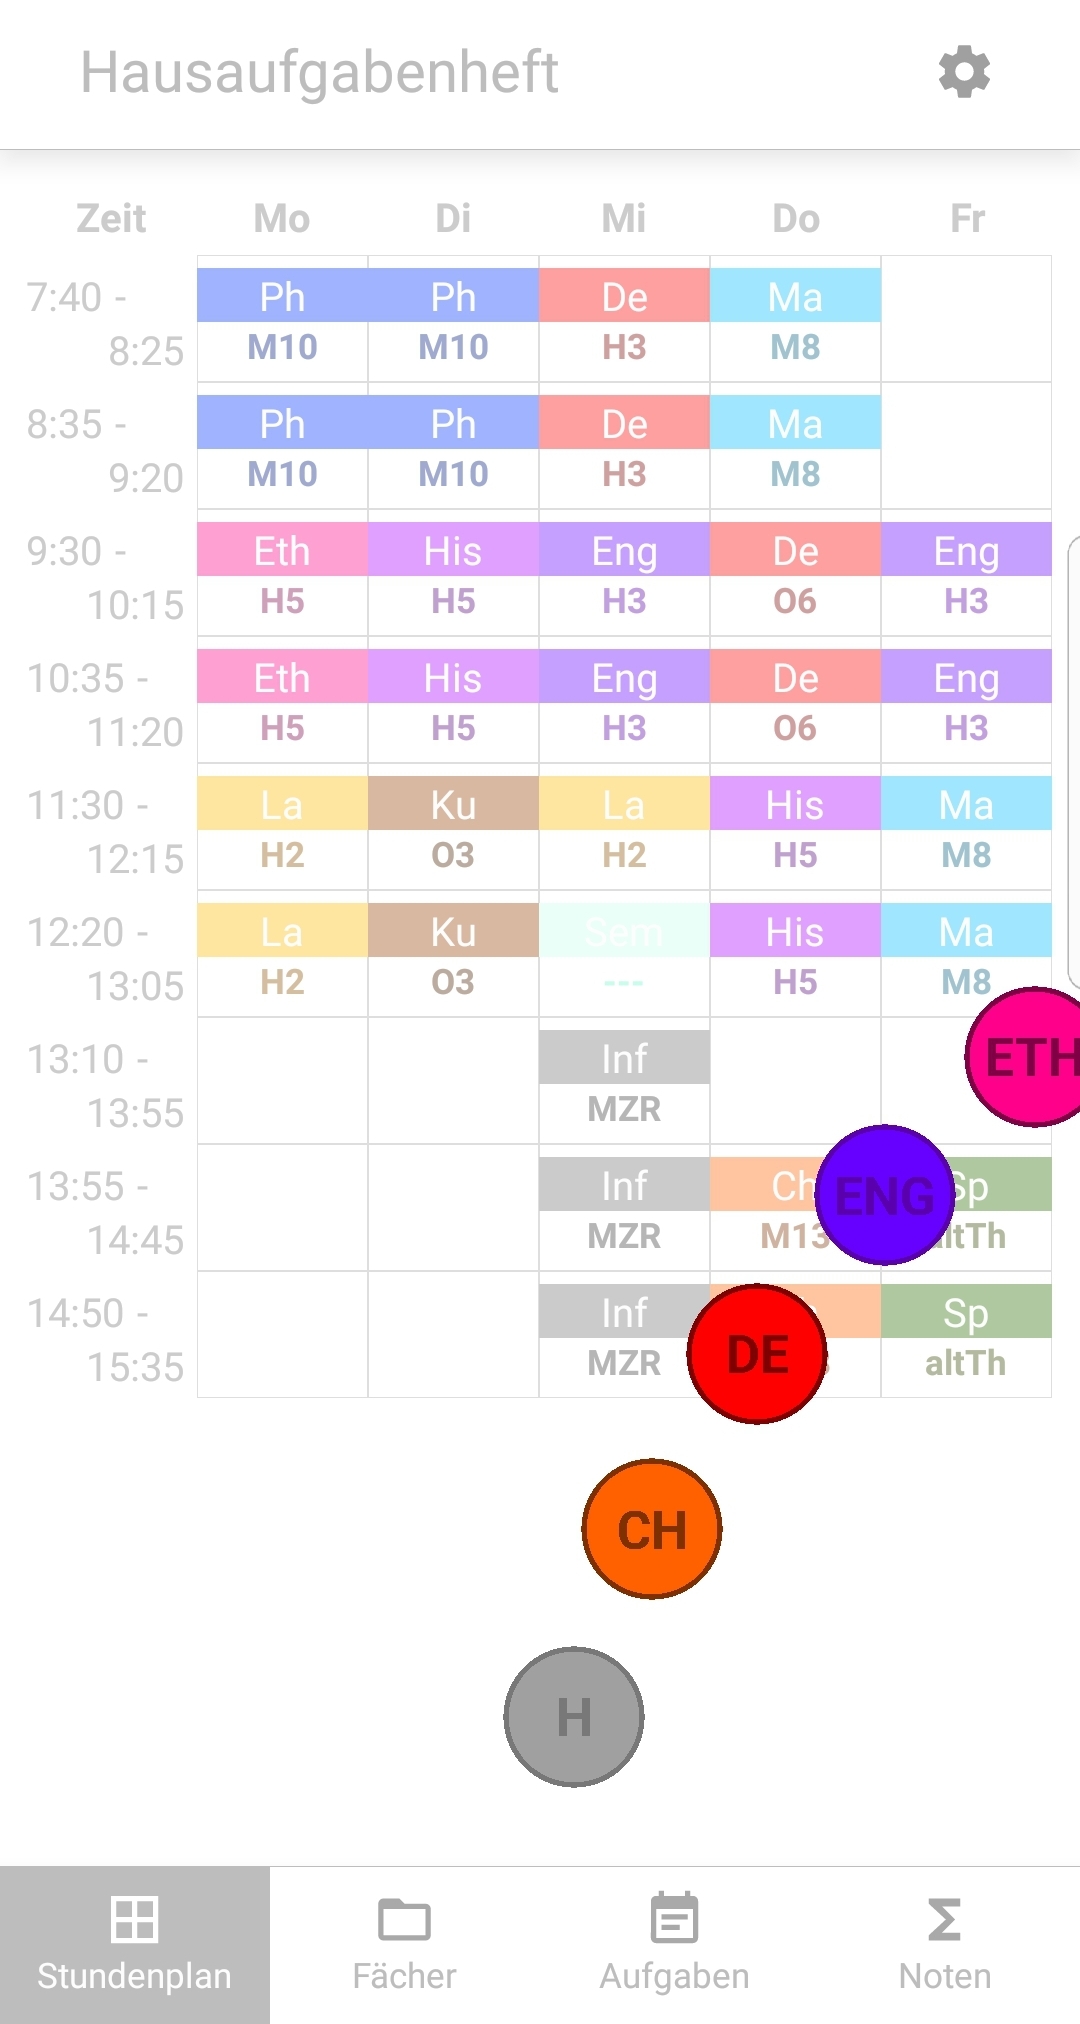 Hausaufgabenheft
Zeit Mo Di Mi Do Fr
7:40 - Ph Ph De Ma
8:25 M10 M10 H3 M8
8:35 - Ph Ph De Ma
9:20 M10 M10 H3 M8
9:30 - Eth His Eng De Eng
10:15 H5 H5 H3 O6 H3
10:35 - Eth His Eng De Eng
11:20 H5 H5 H3 O6 H3
11:30 - La Ku La His Ma
12:15 H2 O3 H2 H5 M8
12:20 - La Ku Sem His Ma
13:05 H2 O3 --- H5 M8
ETH
13:10 - Inf
13:55 MZR
13:55 - Inf Ch Sp
ENG
14:45 MZR M13 altTh
14:50 - Inf Sp
DE
15:35 MZR altTh
CH
H
Stundenplan Fächer Aufgaben Noten